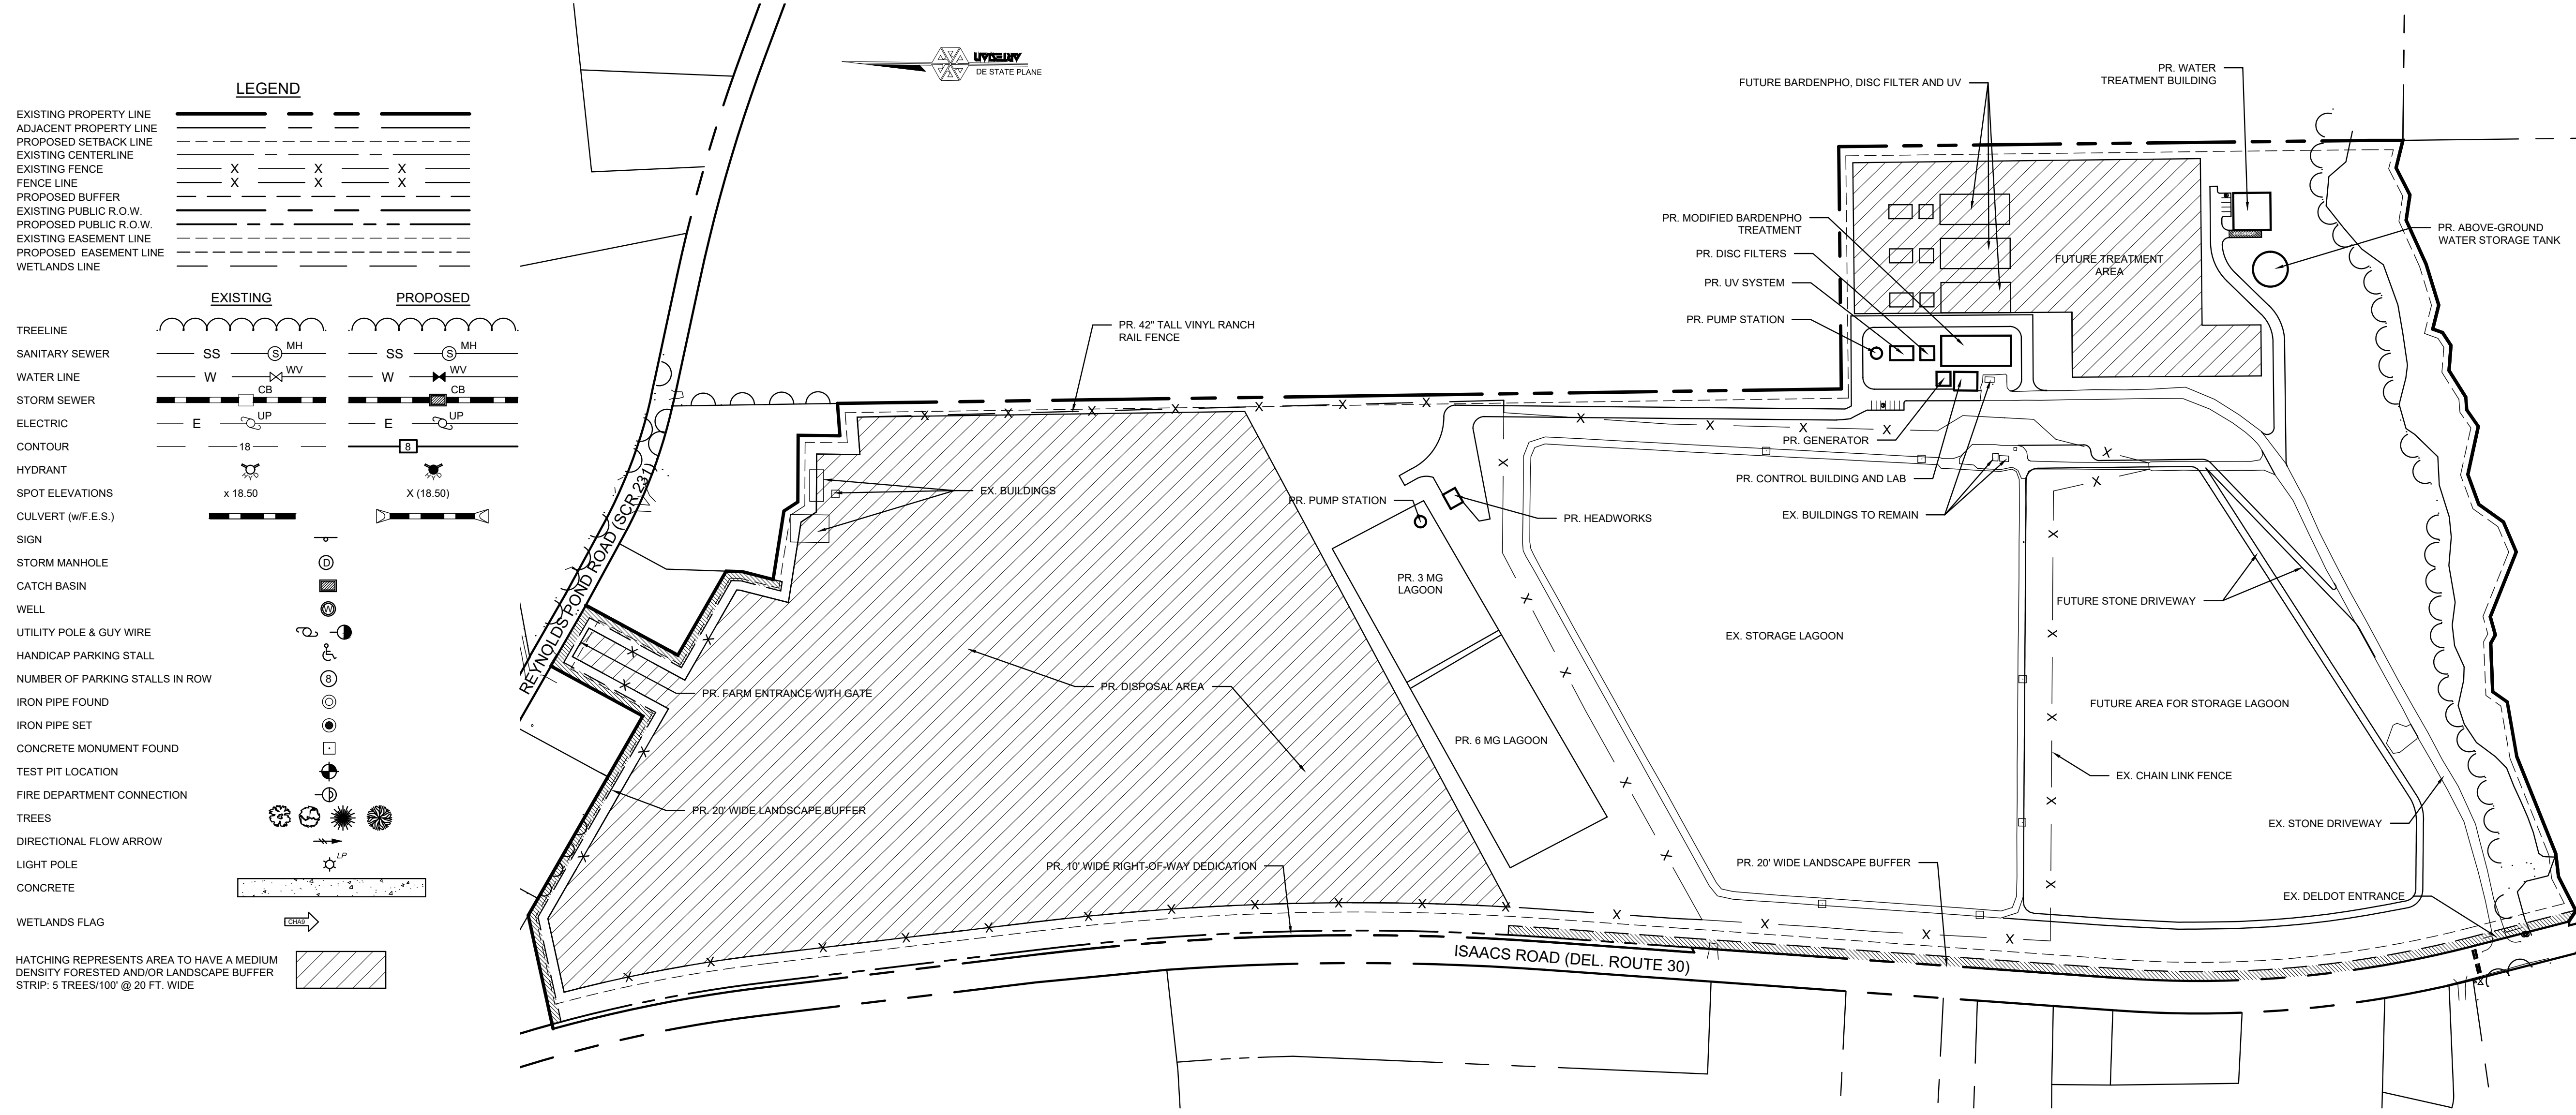 LEGEND
EXISTING PROPERTY LINE
ADJACENT PROPERTY LINE
PROPOSED SETBACK LINE
EXISTING CENTERLINE
EXISTING FENCE X X X
FENCE LINE X X X
PROPOSED BUFFER
EXISTING PUBLIC R.O.W.
PROPOSED PUBLIC R.O.W.
EXISTING EASEMENT LINE
PROPOSED EASEMENT LINE
WETLANDS LINE
EXISTING PROPOSED
TREELINE
SANITARY SEWER SS S MH SS S MH
WATER LINE W WV W WV
STORM SEWER CB CB
ELECTRIC E UP E UP
CONTOUR 18 8
HYDRANT
SPOT ELEVATIONS x 18.50 X (18.50)
CULVERT (w/F.E.S.)
SIGN
STORM MANHOLE D
CATCH BASIN
WELL W
UTILITY POLE & GUY WIRE
HANDICAP PARKING STALL
NUMBER OF PARKING STALLS IN ROW 8
IRON PIPE FOUND
IRON PIPE SET
CONCRETE MONUMENT FOUND
TEST PIT LOCATION
FIRE DEPARTMENT CONNECTION
TREES
DIRECTIONAL FLOW ARROW
LIGHT POLE LP
CONCRETE
WETLANDS FLAG CHA9
HATCHING REPRESENTS AREA TO HAVE A MEDIUM
DENSITY FORESTED AND/OR LANDSCAPE BUFFER
STRIP: 5 TREES/100' @ 20 FT. WIDE
ARTESIAN
DE STATE PLANE
FUTURE BARDENPHO, DISC FILTER AND UV
PR. WATER
TREATMENT BUILDING
PR. MODIFIED BARDENPHO
TREATMENT
PR. ABOVE-GROUND
WATER STORAGE TANK
PR. DISC FILTERS
FUTURE TREATMENT
AREA
PR. UV SYSTEM
PR. PUMP STATION
PR. 42" TALL VINYL RANCH
RAIL FENCE
PR. GENERATOR
PR. CONTROL BUILDING AND LAB
EX. BUILDINGS
PR. PUMP STATION
PR. HEADWORKS
EX. BUILDINGS TO REMAIN
REYNOLDS POND ROAD (SCR 231)
PR. 3 MG
LAGOON
FUTURE STONE DRIVEWAY
EX. STORAGE LAGOON
PR. FARM ENTRANCE WITH GATE
PR. DISPOSAL AREA
FUTURE AREA FOR STORAGE LAGOON
PR. 6 MG LAGOON
EX. CHAIN LINK FENCE
PR. 20' WIDE LANDSCAPE BUFFER
EX. STONE DRIVEWAY
PR. 10' WIDE RIGHT-OF-WAY DEDICATION
PR. 20' WIDE LANDSCAPE BUFFER
EX. DELDOT ENTRANCE
ISAACS ROAD (DEL. ROUTE 30)